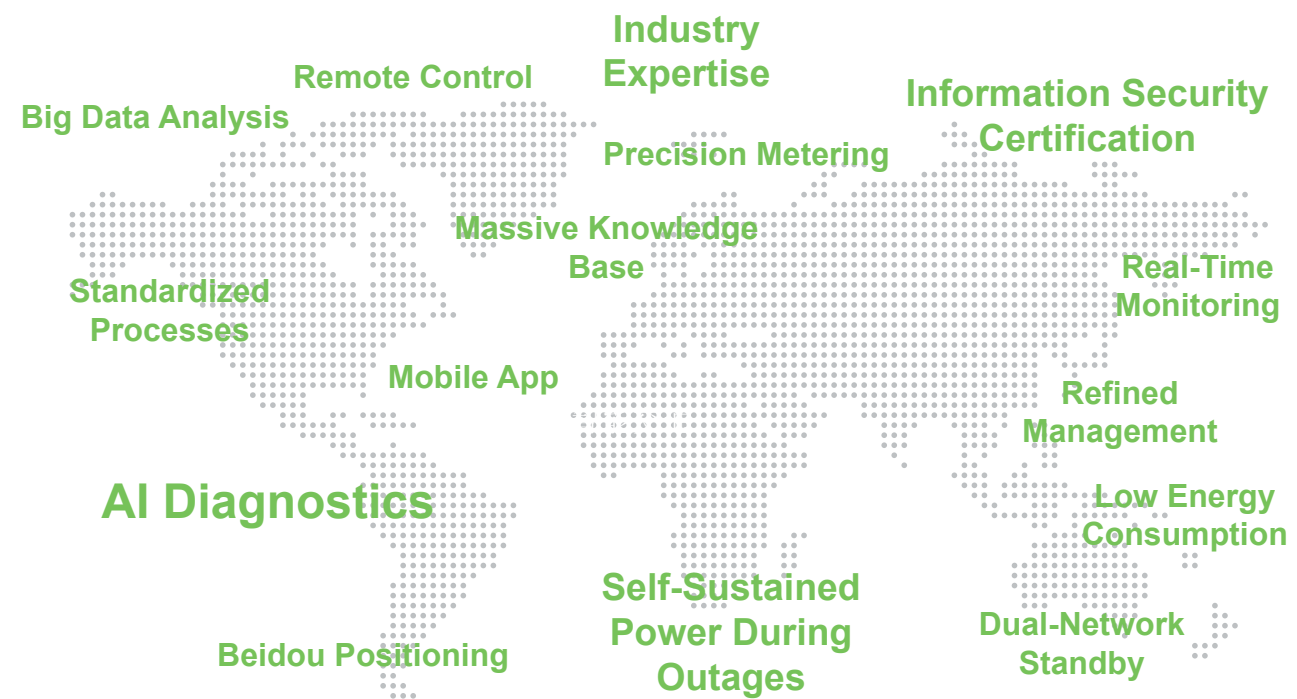 Industry
Expertise
Remote Control
Information Security
Certification
Big Data Analysis
Precision Metering
Massive Knowledge
Base
Real-Time
Monitoring
Standardized
Processes
Mobile App
Refined
Management
AI Diagnostics
Low Energy
Consumption
Self-Sustained
Power During
Outages
Dual-Network
Standby
Beidou Positioning